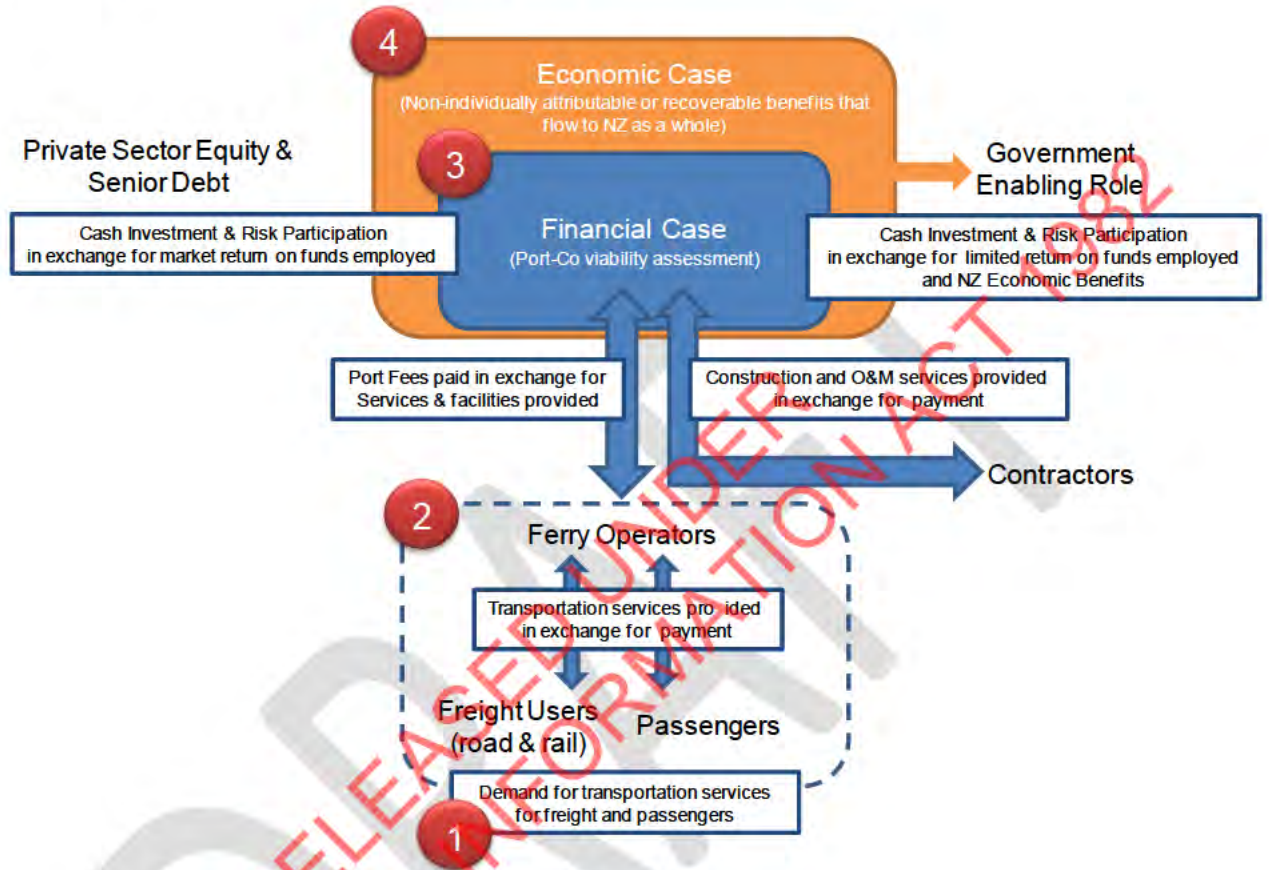 4
Economic Case
(Non-individually attributable or recoverable benefits that
flow to NZ as a whole)
Private Sector Equity &
Senior Debt
3
Government
Enabling Role
Cash Investment & Risk Participation
in exchange for market return on funds employed
Financial Case
(Port-Co viability assessment)
Cash Investment & Risk Participation
in exchange for limited return on funds employed
and NZ Economic Benefits
Port Fees paid in exchange for
Services & facilities provided
Construction and O&M services provided
in exchange for payment
Contractors
2
Ferry Operators
Transportation services pro ided
in exchange for payment
Freight Users
(road & rail)
Passengers
Demand for transportation services
for freight and passengers
1
ELEASED UNDER
INFORMATION ACT 1982